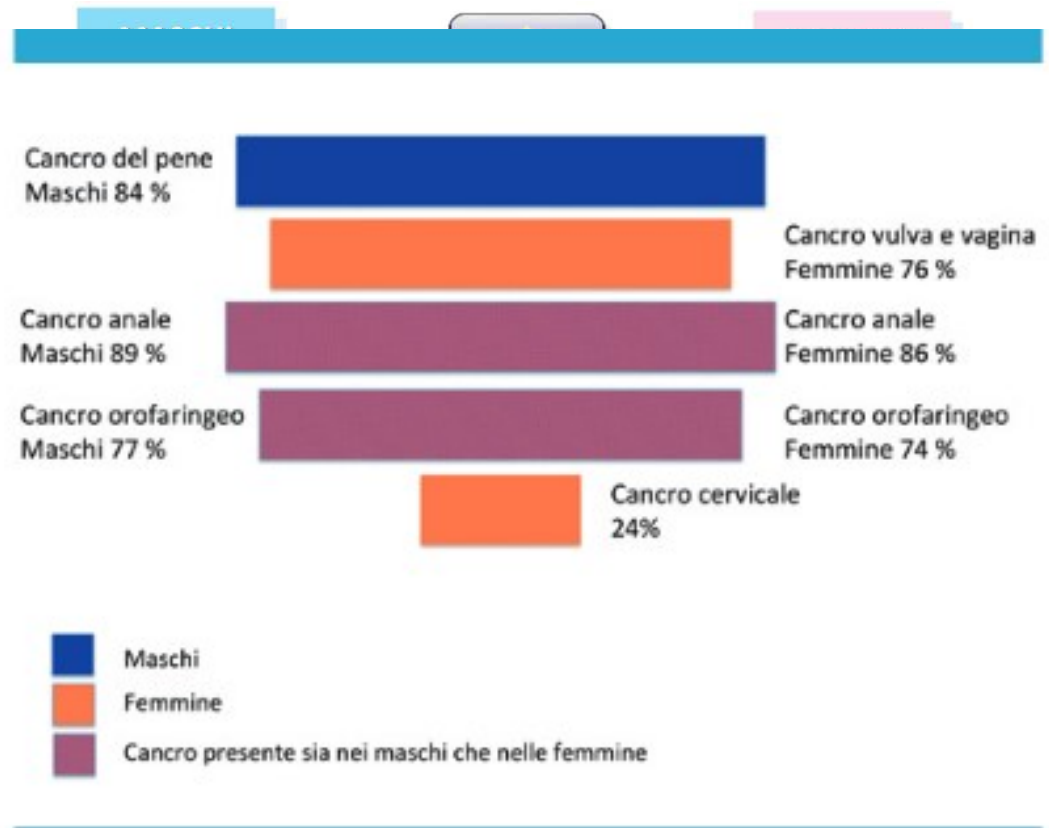 Cancro del pene
Maschi 84 %
Cancro vulva e vagina
Femmine 76 %
Cancro anale
Maschi 89 %
Cancro anale
Femmine 86 %
Cancro orofaringeo
Maschi 77 %
Cancro orofaringeo
Femmine 74 %
Cancro cervicale
24%
Maschi
Femmine
Cancro presente sia nei maschi che nelle femmine